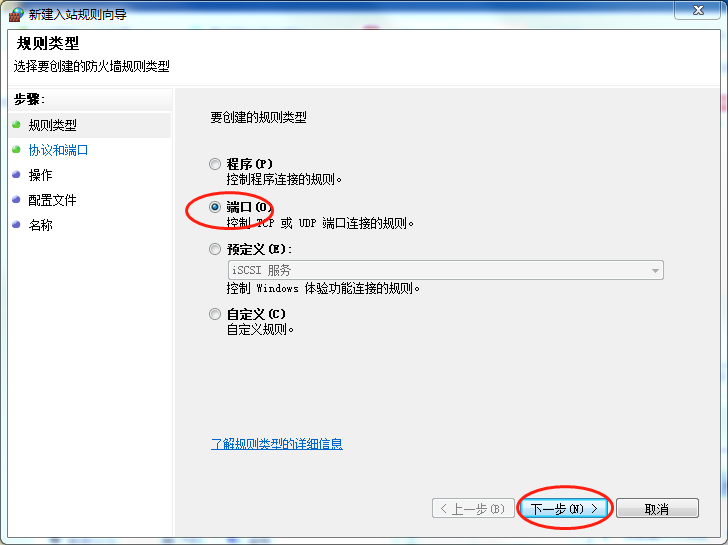 新建入站规则向导
规则类型
选择要创建的防火墙规则类型
步骤:
规则类型
协议和端口
操作
配置文件
名称
要创建的规则类型
程序(P)
控制程序连接的规则。
端口(O)
控制 TCP 或 UDP 端口连接的规则。
预定义(E):
iSCSI 服务
控制 Windows 体验功能连接的规则。
自定义(C)
自定义规则。
了解规则类型的详细信息
< 上一步(B)
下一步(N) >
取消